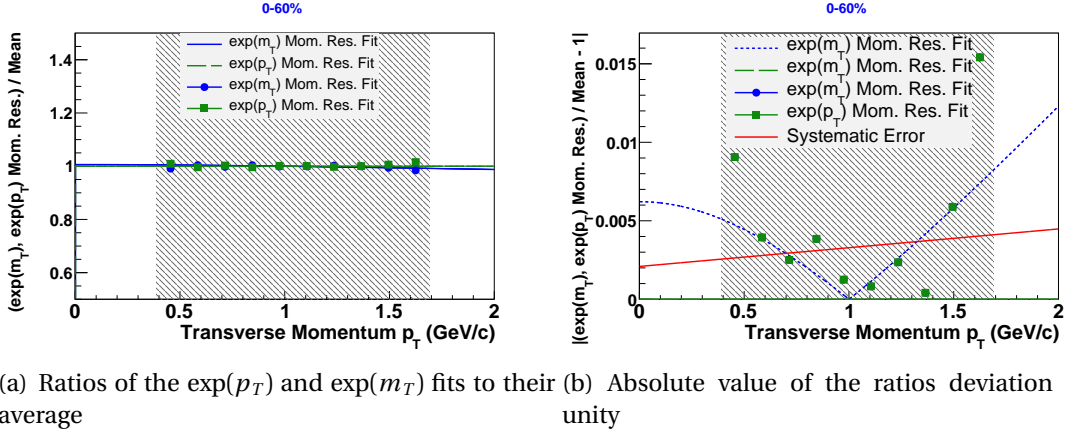 0-60%
(exp(m_T), exp(p_T) Mom. Res.) / Mean
1.4
1.2
1
0.8
0.6
exp(m_T) Mom. Res. Fit
exp(p_T) Mom. Res. Fit
exp(m_T) Mom. Res. Fit
exp(p_T) Mom. Res. Fit
0 0.5 1 1.5 2
Transverse Momentum p_T (GeV/c)
0-60%
|(exp(m_T), exp(p_T) Mom. Res.) / Mean - 1|
0.015
0.01
0.005
0
exp(m_T) Mom. Res. Fit
exp(m_T) Mom. Res. Fit
exp(m_T) Mom. Res. Fit
exp(p_T) Mom. Res. Fit
Systematic Error
0 0.5 1 1.5 2
Transverse Momentum p_T (GeV/c)
(a) Ratios of the exp(p_T) and exp(m_T) fits to their
average
(b) Absolute value of the ratios deviation
unity